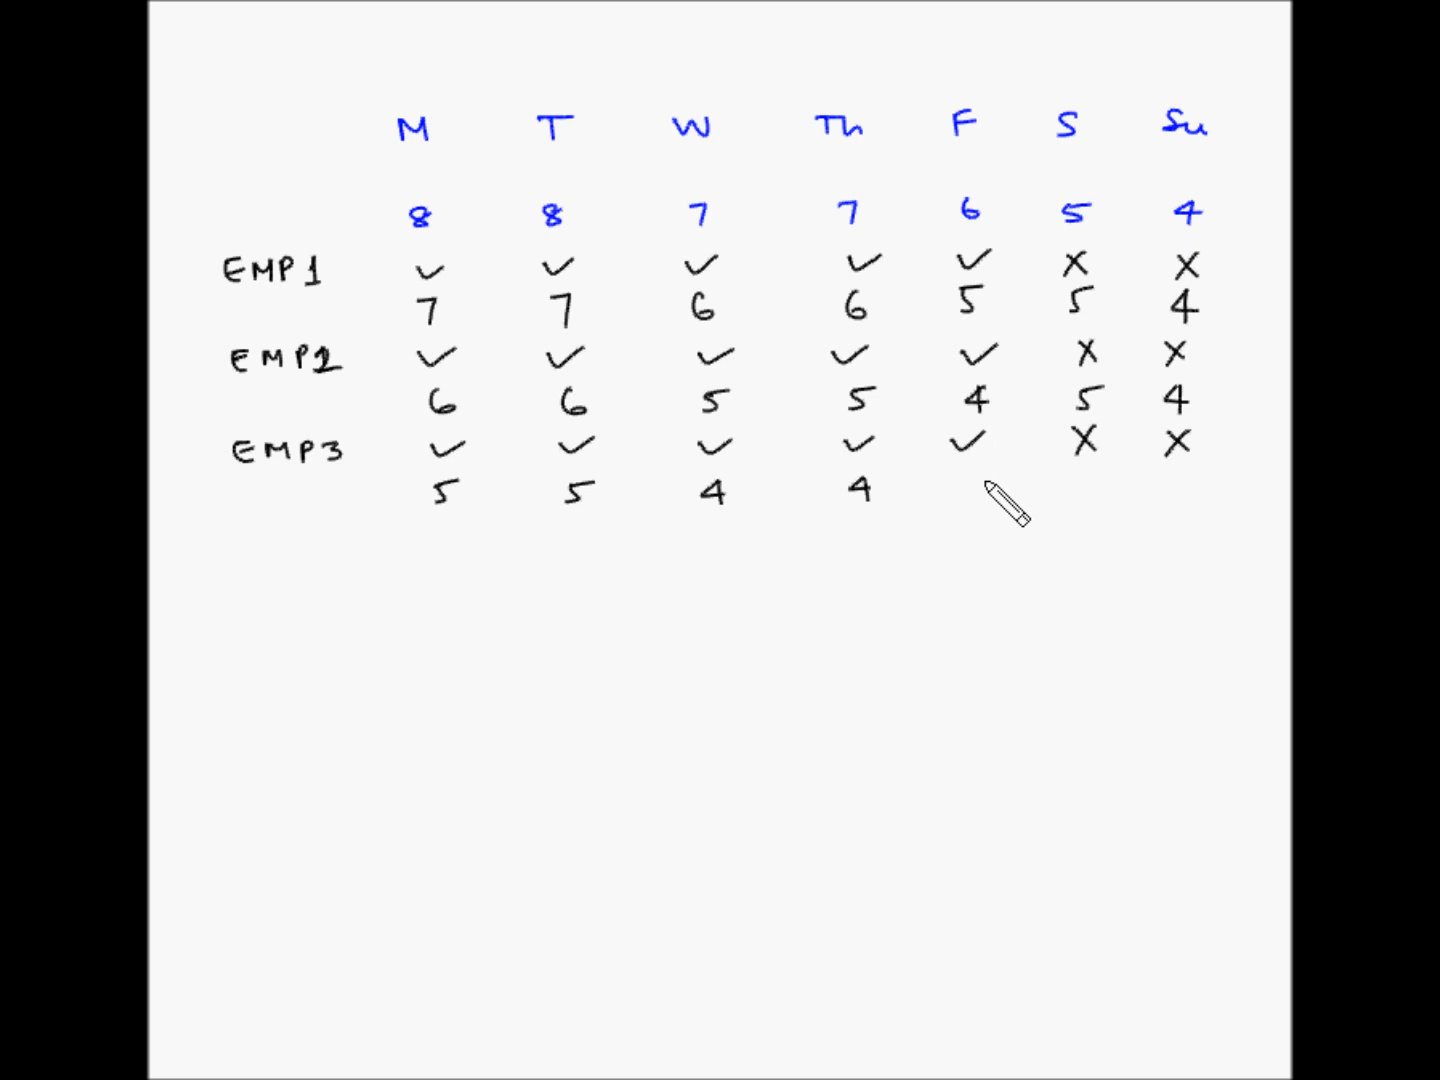 M T W Th F S Su
8 8 7 7 6 5 4
EMP1 ✓ ✓ ✓ ✓ ✓ X X
7 7 6 6 5 5 4
EMP2 ✓ ✓ ✓ ✓ ✓ X X
6 6 5 5 4 5 4
EMP3 ✓ ✓ ✓ ✓ ✓ X X
5 5 4 4